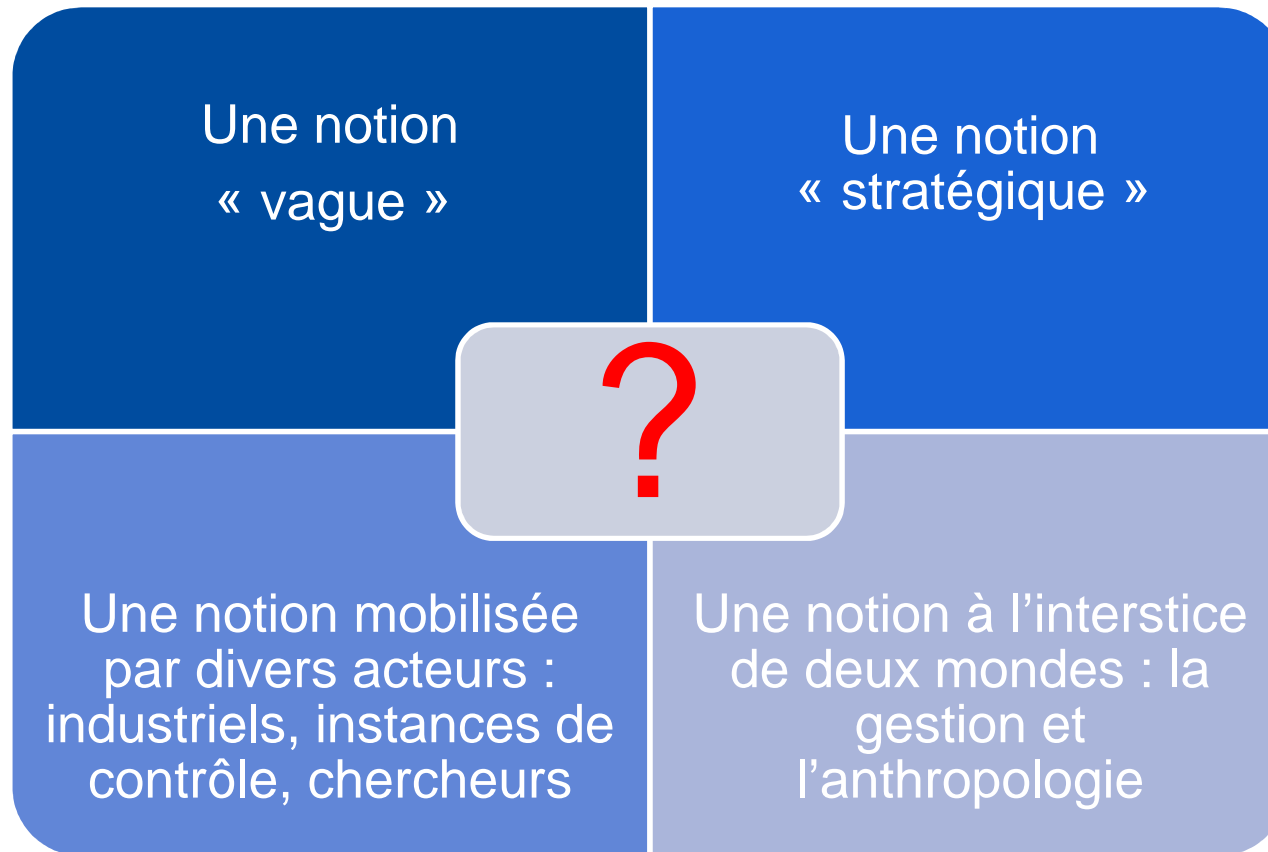 Une notion
« vague »
Une notion
« stratégique »
?
Une notion mobilisée
par divers acteurs :
industriels, instances de
contrôle, chercheurs
Une notion à l’interstice
de deux mondes : la
gestion et
l’anthropologie